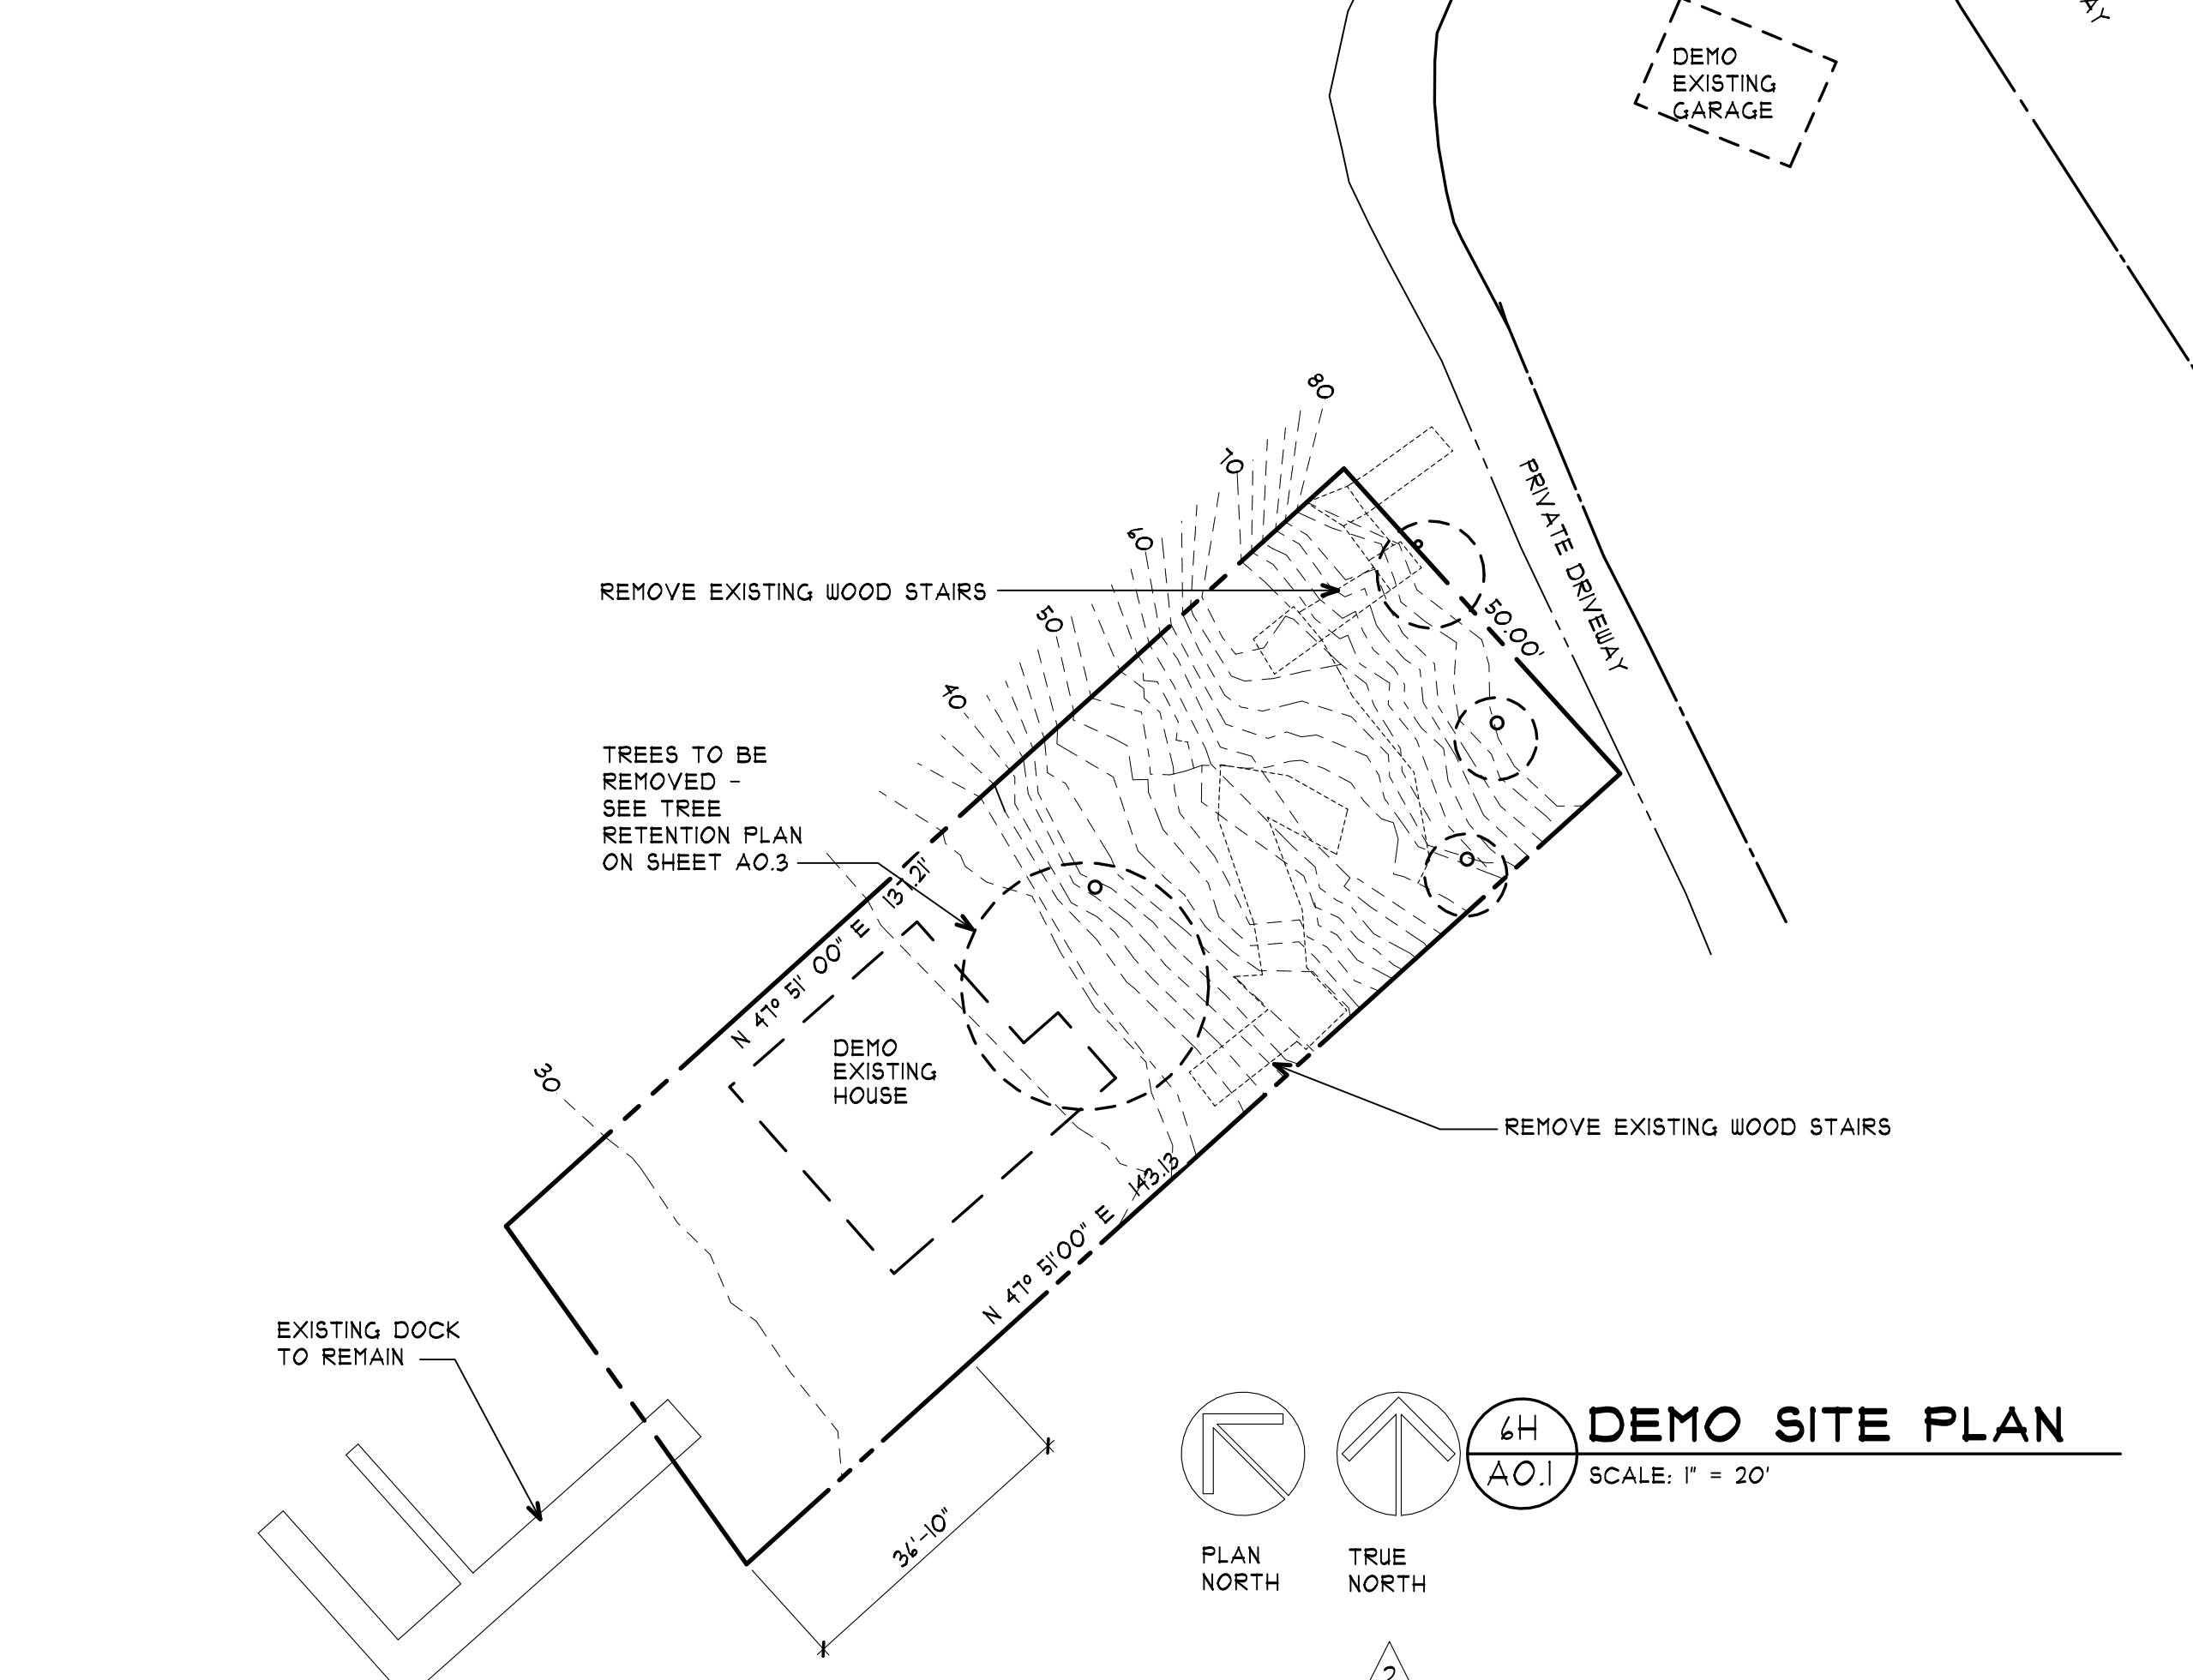 DEMO
EXISTING
GARAGE
80
70
60
50
40
30
PRIVATE DRIVEWAY
50.00'
REMOVE EXISTING WOOD STAIRS
TREES TO BE
REMOVED -
SEE TREE
RETENTION PLAN
ON SHEET A0.3
N 47° 51' 00" E 137.21'
DEMO
EXISTING
HOUSE
REMOVE EXISTING WOOD STAIRS
N 47° 51' 00" E 143.13
EXISTING DOCK
TO REMAIN
36'-10"
PLAN
NORTH
TRUE
NORTH
6H
A0.1
DEMO SITE PLAN
SCALE: 1" = 20'
2